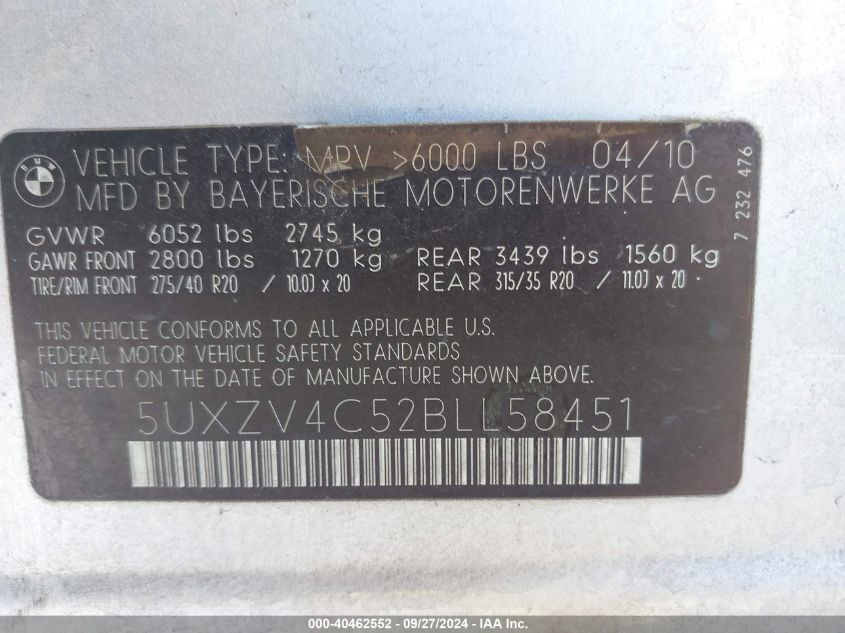 BMW
VEHICLE TYPE: MPV >6000 LBS 04/10
MFD BY BAYERISCHE MOTORENWERKE AG
7 232 476
GVWR 6052 lbs 2745 kg
GAWR FRONT 2800 lbs 1270 kg REAR 3439 lbs 1560 kg
TIRE/RIM FRONT 275/40 R20 / 10.0J x 20 REAR 315/35 R20 / 11.0J x 20
THIS VEHICLE CONFORMS TO ALL APPLICABLE U.S.
FEDERAL MOTOR VEHICLE SAFETY STANDARDS
IN EFFECT ON THE DATE OF MANUFACTURE SHOWN ABOVE.
5UXZV4C52BLL58451
000-40462552 - 09/27/2024 - IAA Inc.